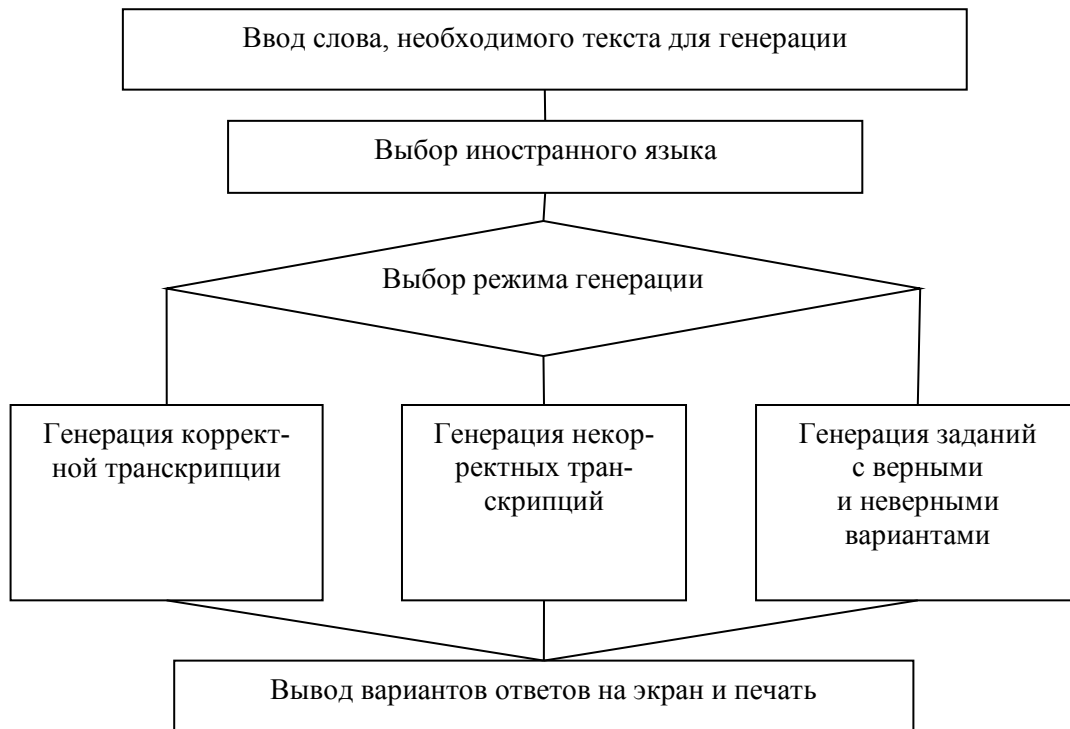 Ввод слова, необходимого текста для генерации
Выбор иностранного языка
Выбор режима генерации
Генерация коррект-
ной транскрипции
Генерация некор-
ректных тран-
скрипций
Генерация заданий
с верными
и неверными
вариантами
Вывод вариантов ответов на экран и печать